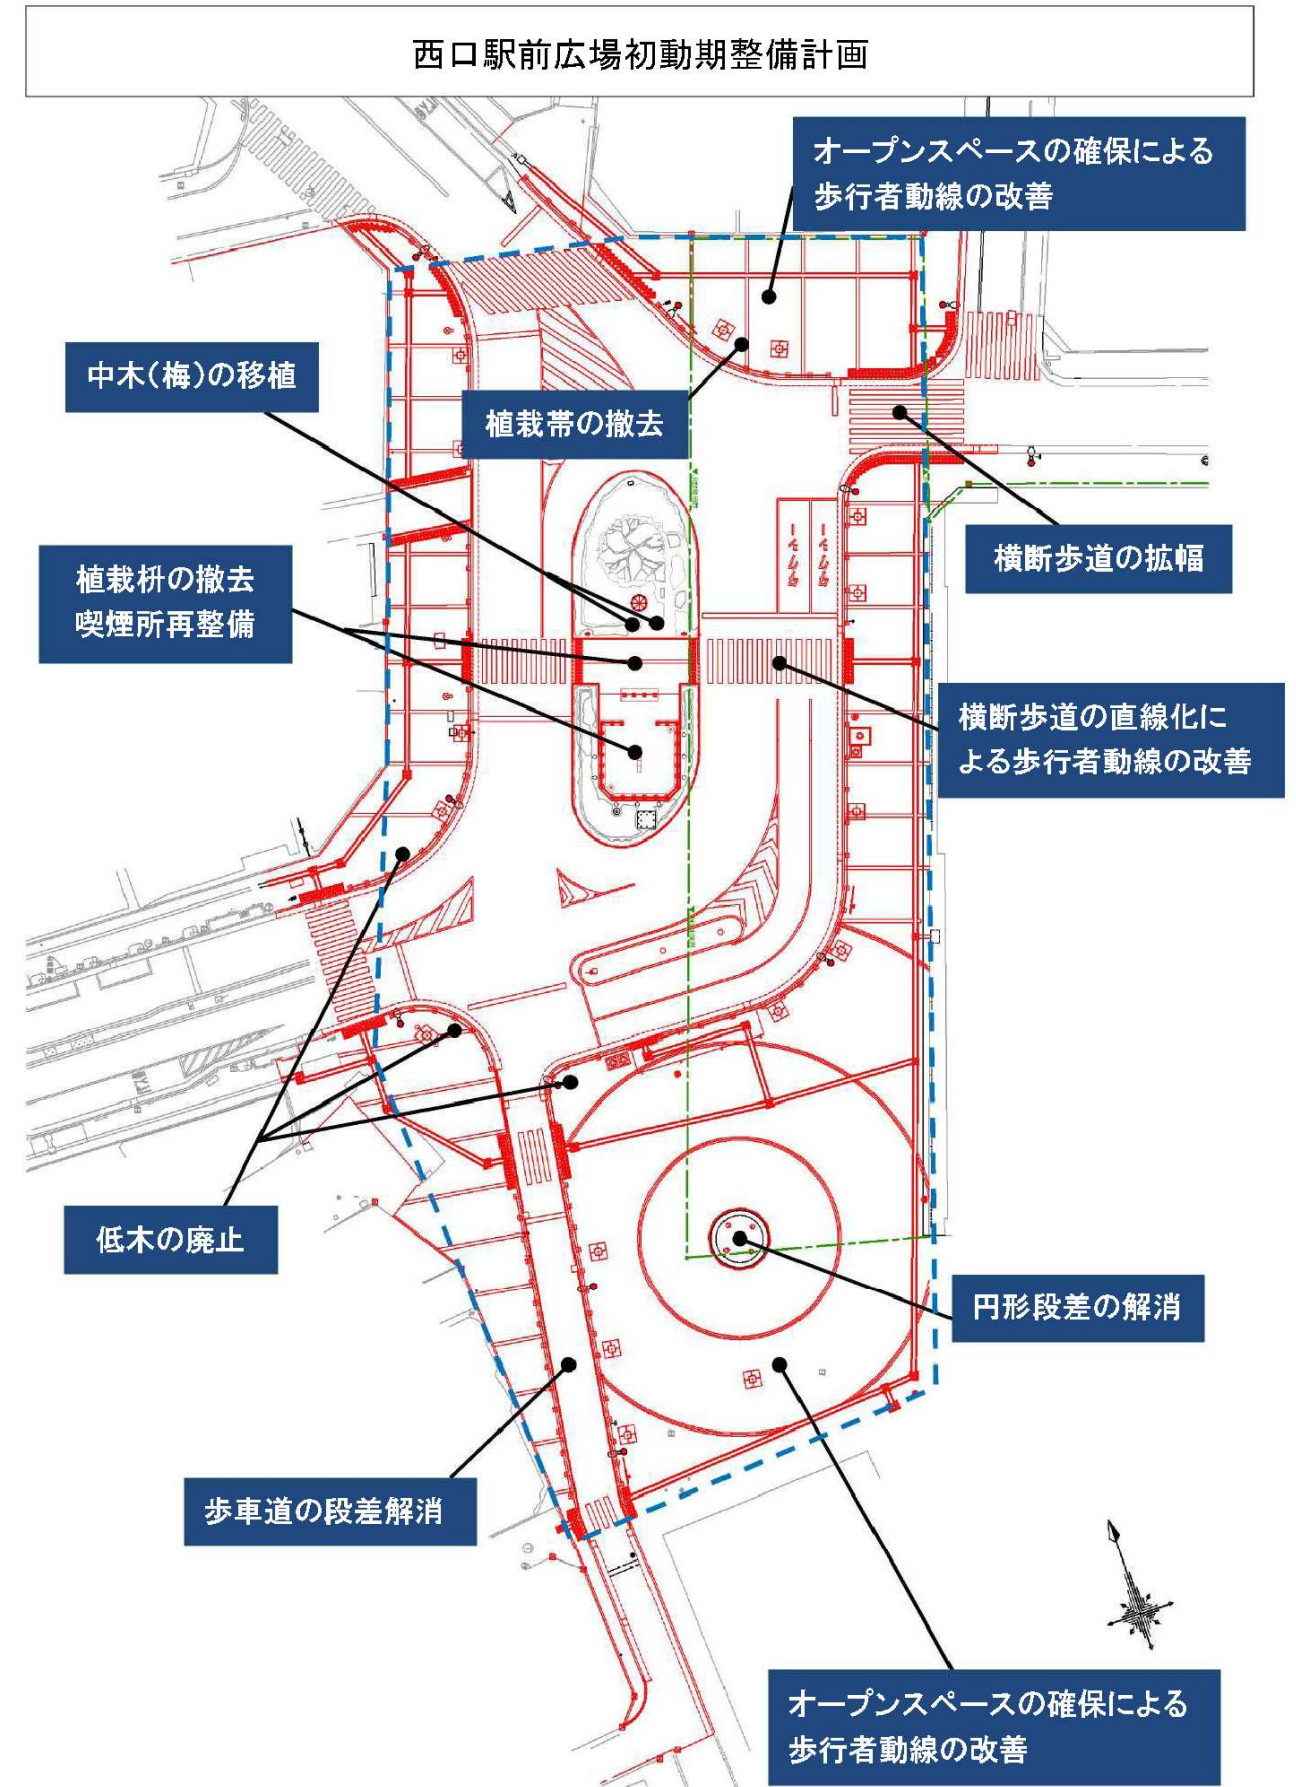 西口駅前広場初動期整備計画
オープンスペースの確保による
歩行者動線の改善
中木(梅)の移植
植栽帯の撤去
横断歩道の拡幅
植栽枡の撤去
喫煙所再整備
横断歩道の直線化に
よる歩行者動線の改善
低木の廃止
円形段差の解消
歩車道の段差解消
オープンスペースの確保による
歩行者動線の改善